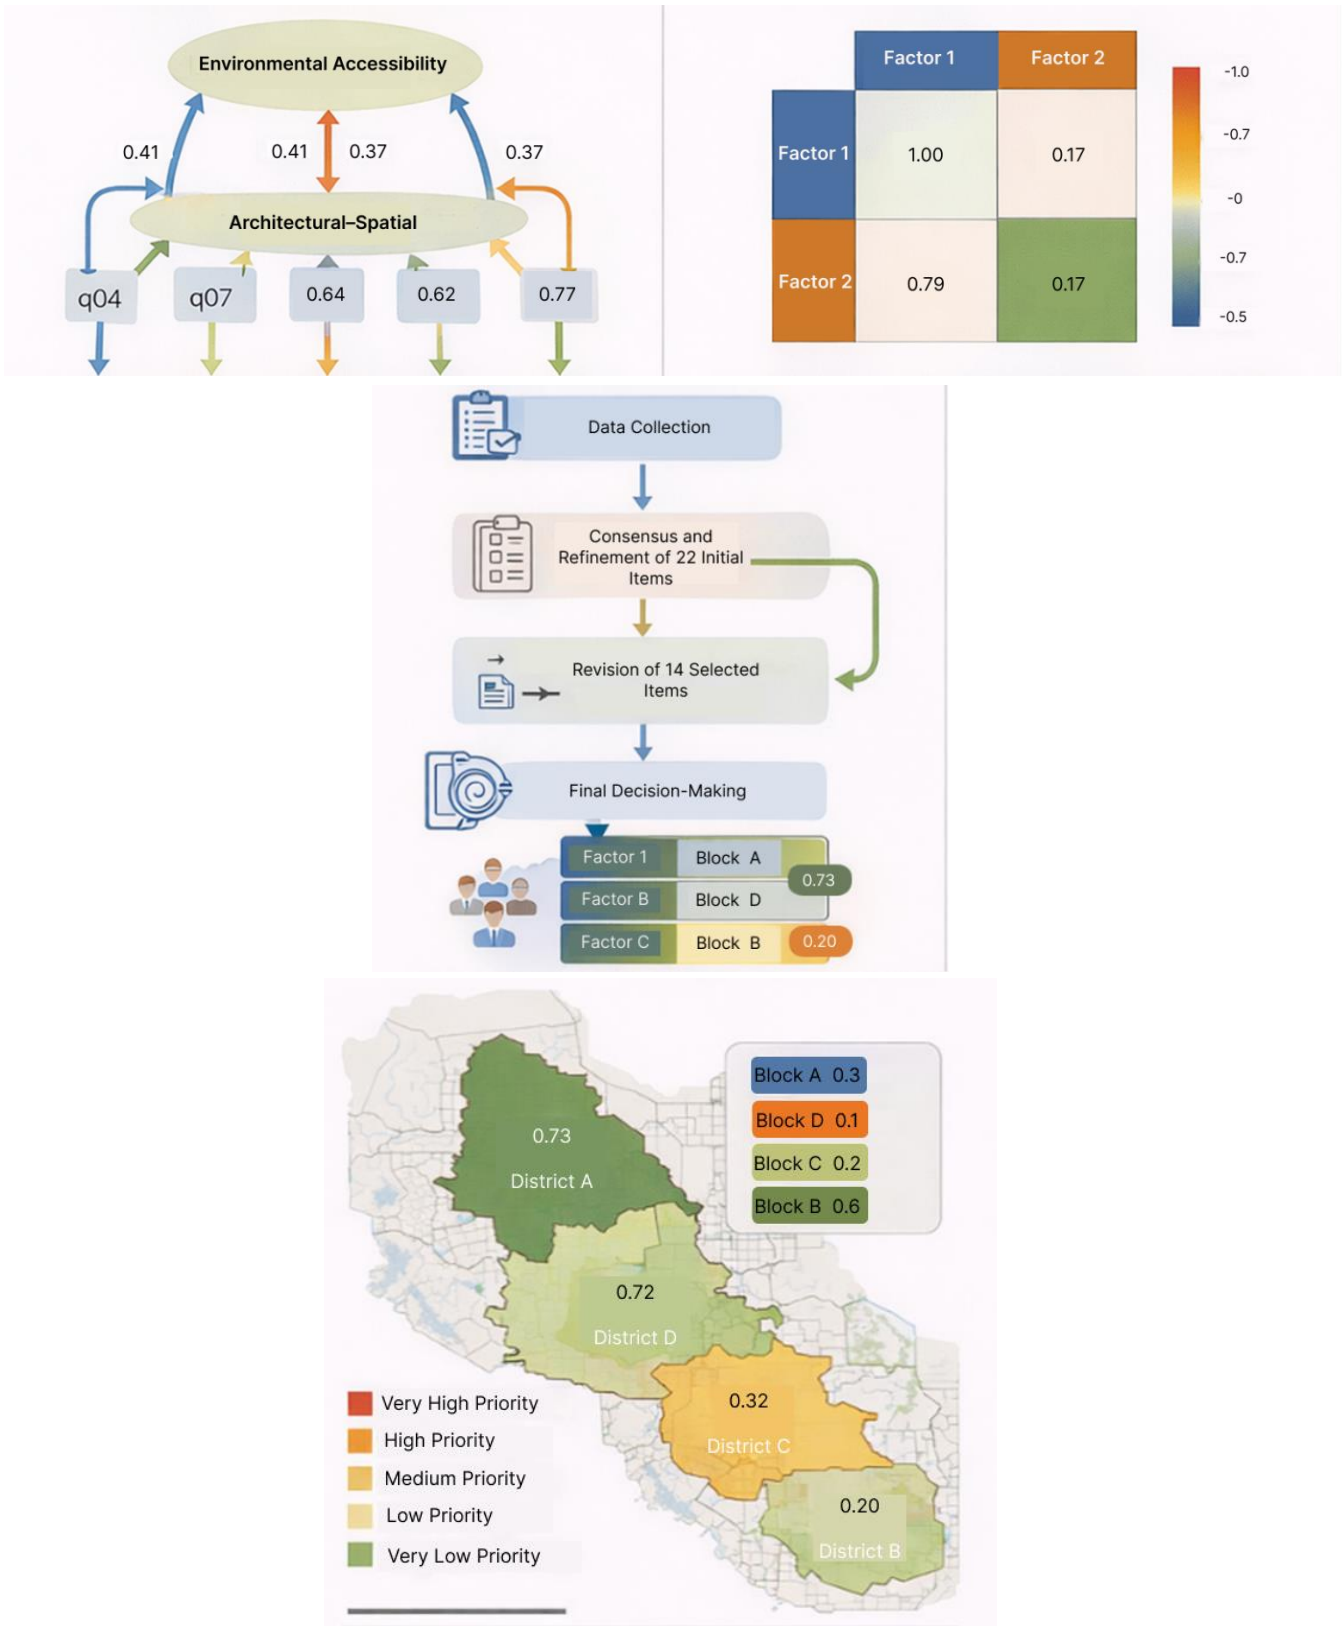 Environmental Accessibility
0.41
0.41
0.37
0.37
Architectural–Spatial
q04
q07
0.64
0.62
0.77
Factor 1
Factor 2
Factor 1
1.00
0.17
Factor 2
0.79
0.17
-1.0
-0.7
-0
-0.7
-0.5
Data Collection
Consensus and
Refinement of 22 Initial
Items
Revision of 14 Selected
Items
Final Decision-Making
Factor 1
Block A
0.73
Factor B
Block D
Factor C
Block B
0.20
Block A 0.3
Block D 0.1
Block C 0.2
Block B 0.6
0.73
District A
0.72
District D
0.32
District C
0.20
District B
Very High Priority
High Priority
Medium Priority
Low Priority
Very Low Priority